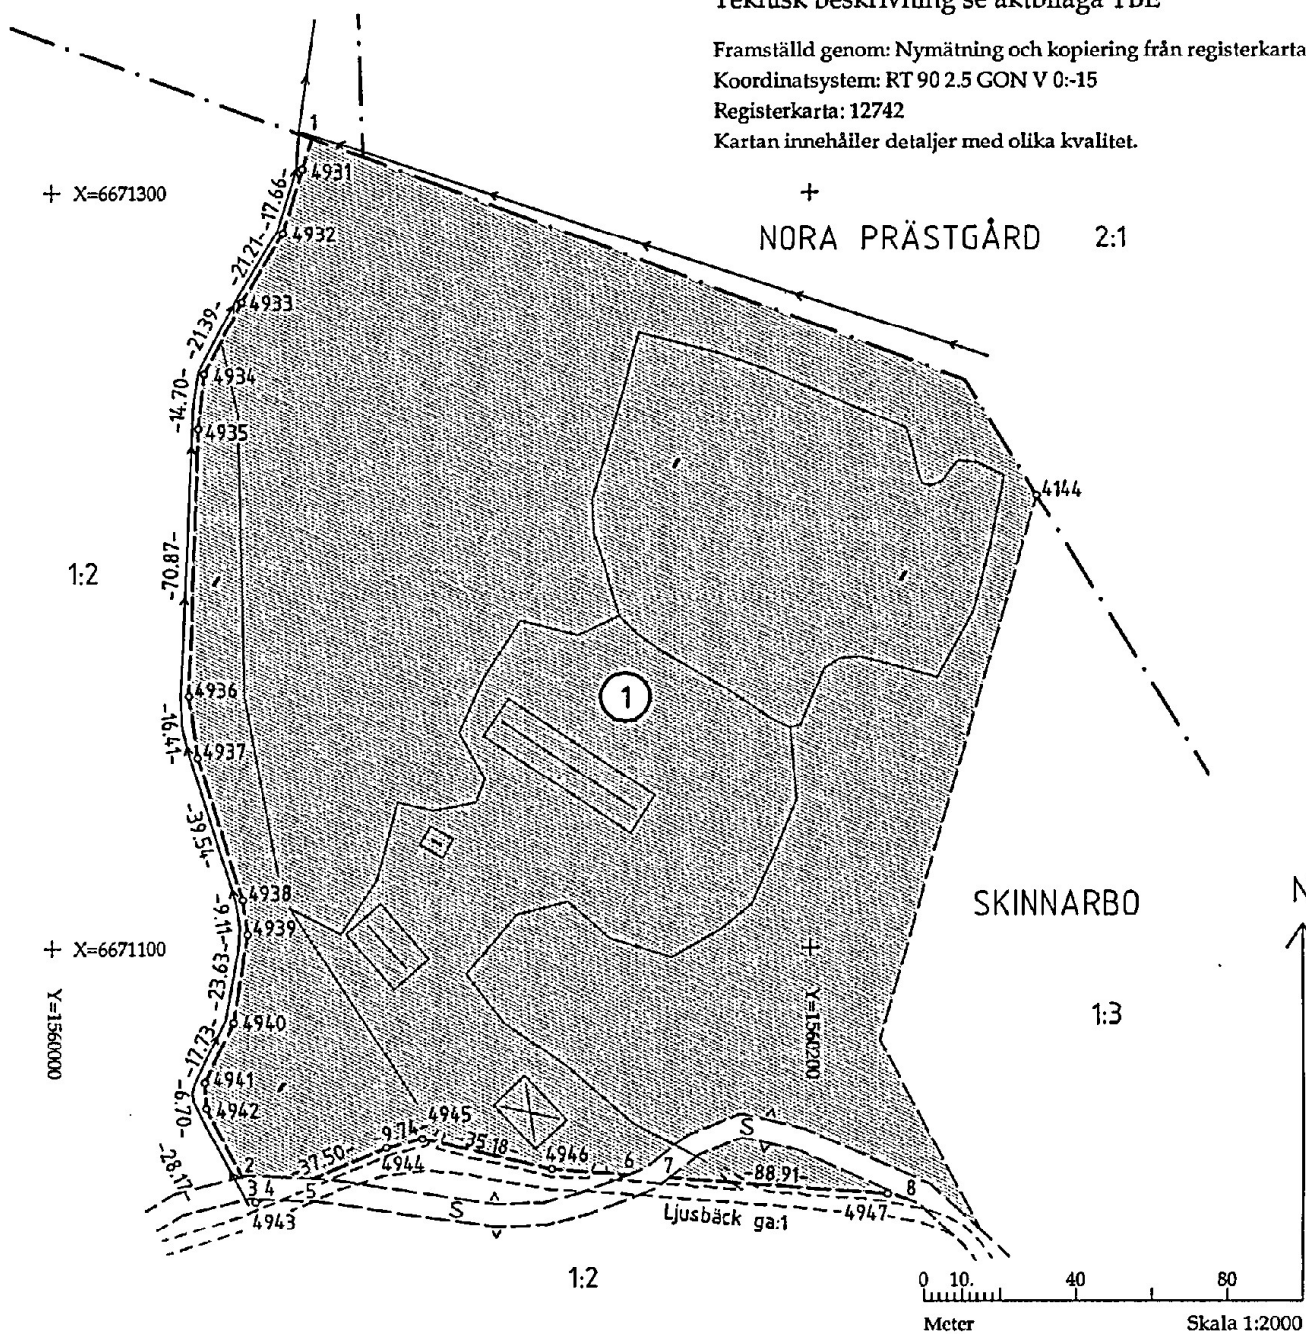 Teknisk beskrivning se aktbilaga TBE
Framställd genom: Nymätning och kopiering från registerkarta
Koordinatsystem: RT 90 2.5 GON V 0:-15
Registerkarta: 12742
Kartan innehåller detaljer med olika kvalitet.
1
4931
X=6671300
-17.66-
NORA PRÄSTGÅRD 2:1
4932
-21.21-
4933
-21.39-
4934
-14.70-
4935
4144
-70.87-
1:2
4936
1
-16.41-
4937
-39.54-
4938
SKINNARBO
N
-9.11-
4939
X=6671100
-23.63-
Y=1560000
Y=1560200
1:3
4940
-17.73-
4941
-6.70-
4942
4945
S
-28.17-
-37.50-
9.74
-35.18
4944
4946
2
6
7
-88.91-
8
3 4
5
4943
S
Ljusbäck ga:1
-4947-
1:2
0 10. 40 80
Meter Skala 1:2000